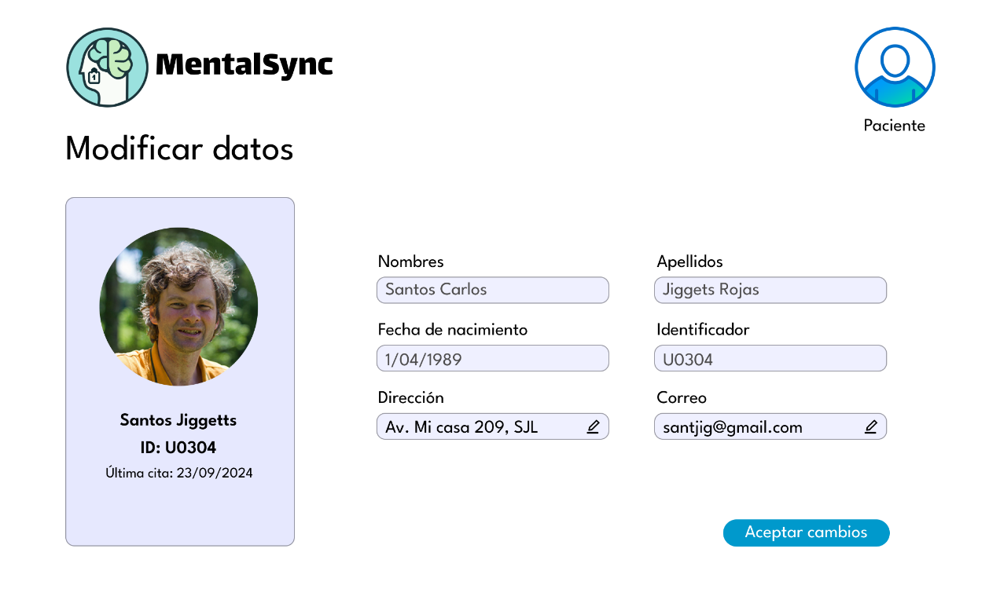 MentalSync
Paciente
Modificar datos
Santos Jiggetts
ID: U0304
Última cita: 23/09/2024
Nombres
Santos Carlos
Apellidos
Jiggets Rojas
Fecha de nacimiento
1/04/1989
Identificador
U0304
Dirección
Av. Mi casa 209, SJL
Correo
santjig@gmail.com
Aceptar cambios